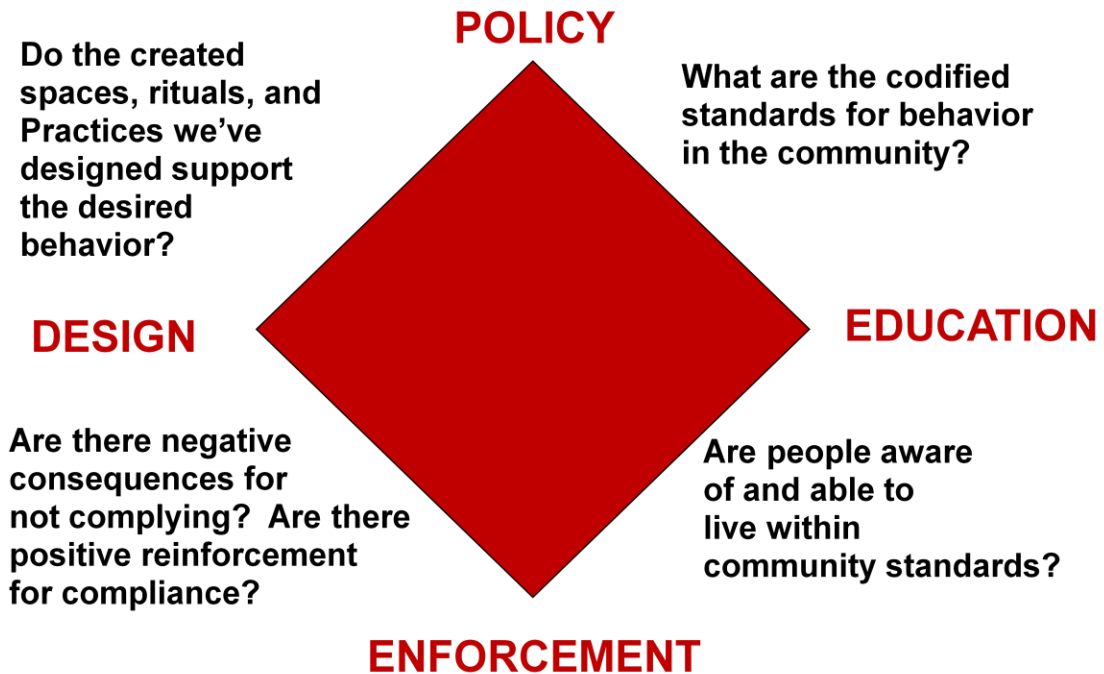 POLICY
Do the created
spaces, rituals, and
Practices we’ve
designed support
the desired
behavior?
What are the codified
standards for behavior
in the community?
DESIGN
EDUCATION
Are there negative
consequences for
not complying?  Are there
positive reinforcement
for compliance?
Are people aware
of and able to
live within
community standards?
ENFORCEMENT